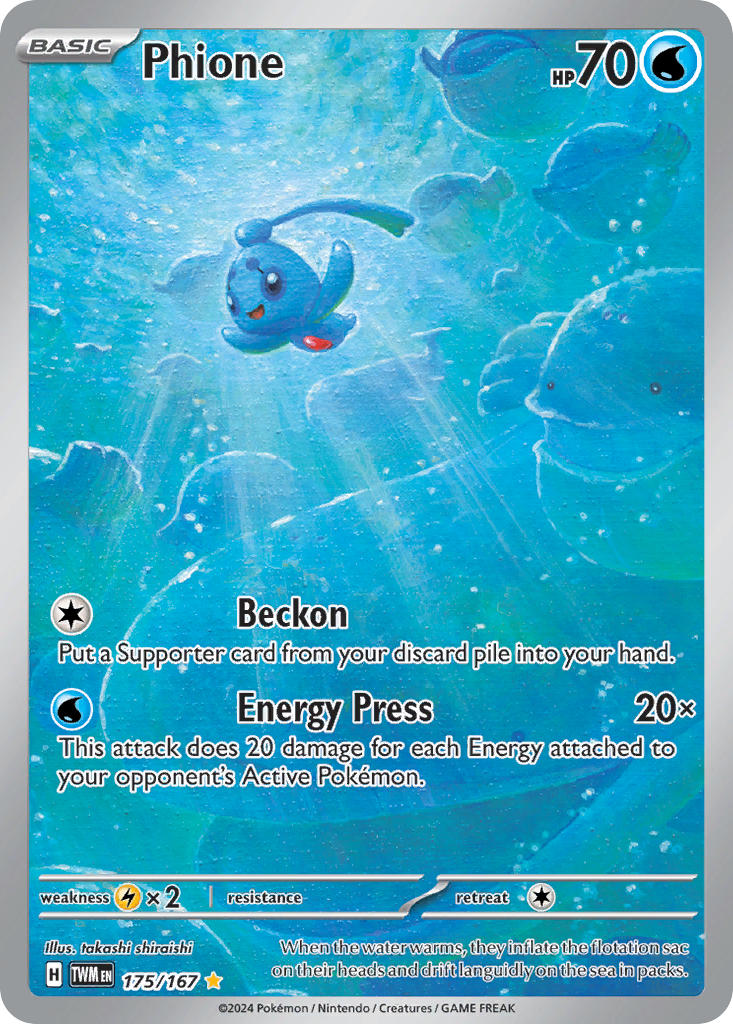 BASIC
Phione
HP 70
Beckon
Put a Supporter card from your discard pile into your hand.
Energy Press 20×
This attack does 20 damage for each Energy attached to
your opponent's Active Pokémon.
weakness ×2 resistance retreat
Illus. takashi shiraishi
When the water warms, they inflate the flotation sac
on their heads and drift languidly on the sea in packs.
H TWM EN 175/167
©2024 Pokémon / Nintendo / Creatures / GAME FREAK